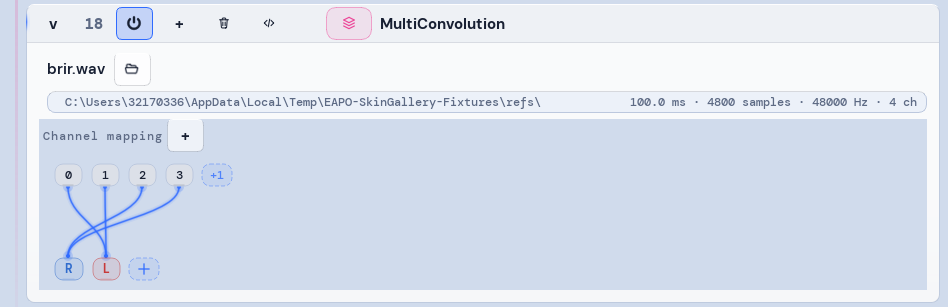 v 18 + </> MultiConvolution
brir.wav
C:\Users\32170336\AppData\Local\Temp\EAPO-SkinGallery-Fixtures\refs\ 100.0 ms · 4800 samples · 48000 Hz · 4 ch
Channel mapping +
0 1 2 3 +1
R L +